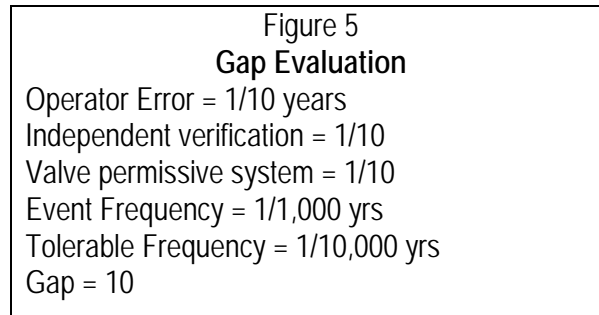 Figure 5
Gap Evaluation
Operator Error = 1/10 years
Independent verification = 1/10
Valve permissive system = 1/10
Event Frequency = 1/1,000 yrs
Tolerable Frequency = 1/10,000 yrs
Gap = 10